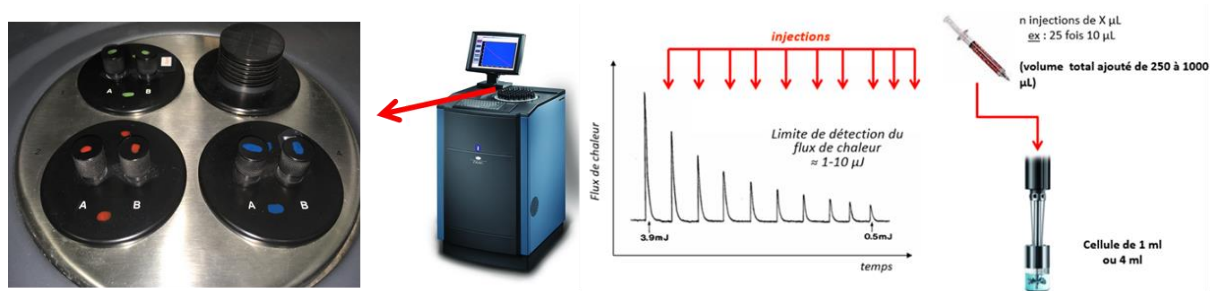 A B
A B
A B
injections
Flux de chaleur
Limite de détection du
flux de chaleur
≈ 1-10 µJ
3.9mJ
0.5mJ
temps
n injections de X µL
ex : 25 fois 10 µL
(volume total ajouté de 250 à 1000
µL)
Cellule de 1 ml
ou 4 ml